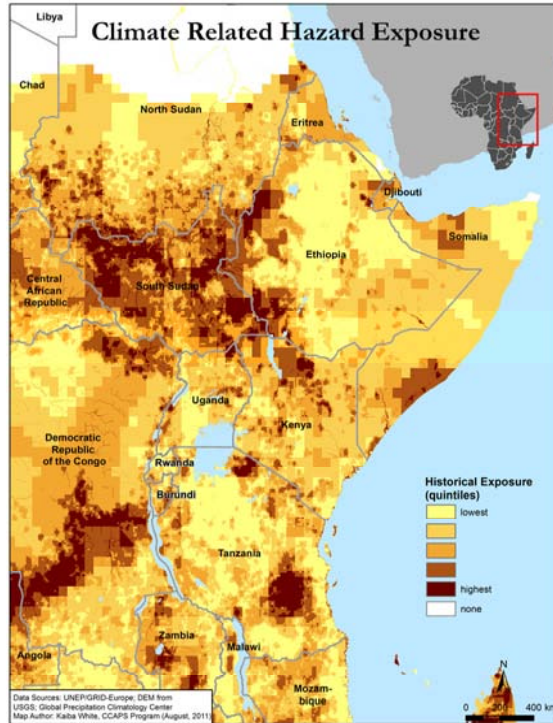 Climate Related Hazard Exposure
Libya
Chad
North Sudan
Eritrea
Djibouti
Somalia
Ethiopia
Central
African
Republic
South Sudan
Uganda
Kenya
Democratic
Republic
of the Congo
Rwanda
Burundi
Tanzania
Zambia
Malawi
Angola
Mozam-
bique
Historical Exposure
(quintiles)
lowest
highest
none
N
0
200
400 km
Data Sources: UNEP/GRID-Europe; DEM from
USGS; Global Precipitation Climatology Center
Map Author: Kaiba White, CCAPS Program (August, 2011)